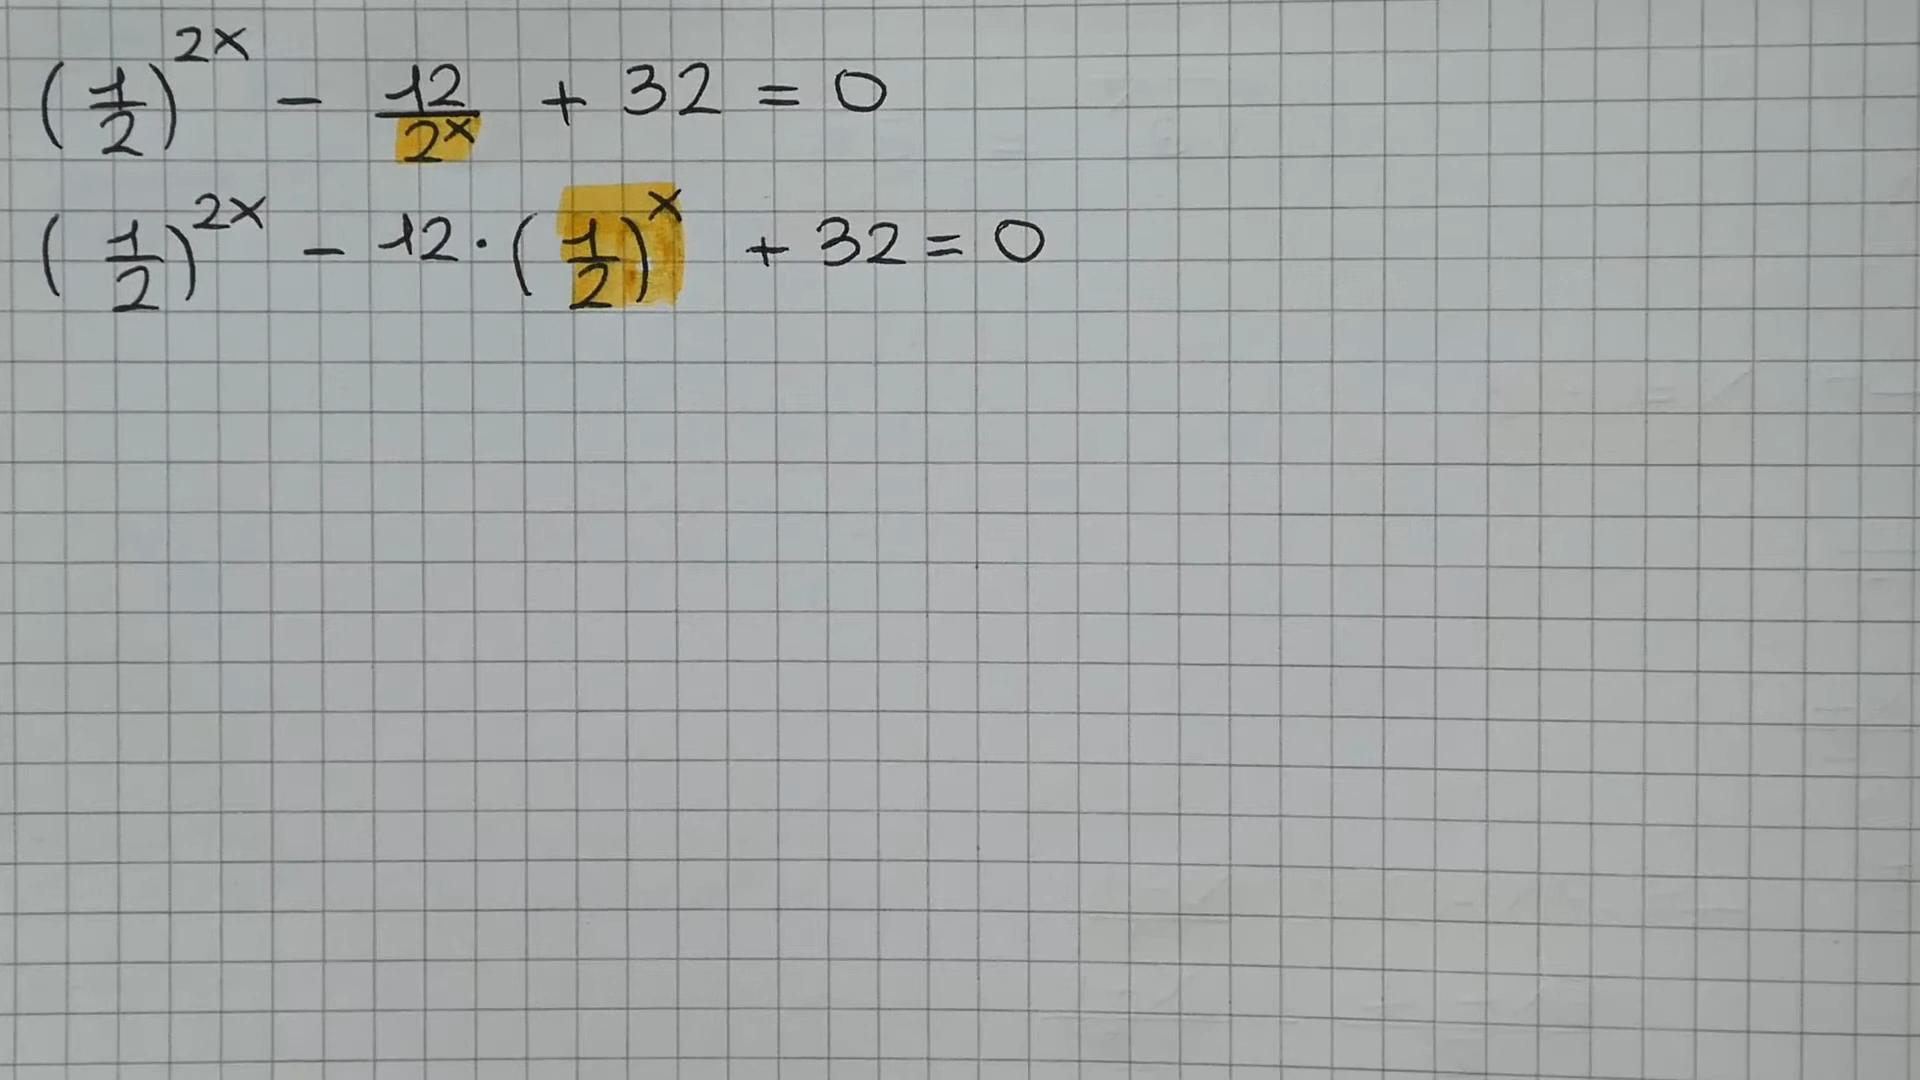 (1/2)^{2x} - 12/2^x + 32 = 0
(1/2)^{2x} - 12 · (1/2)^x + 32 = 0